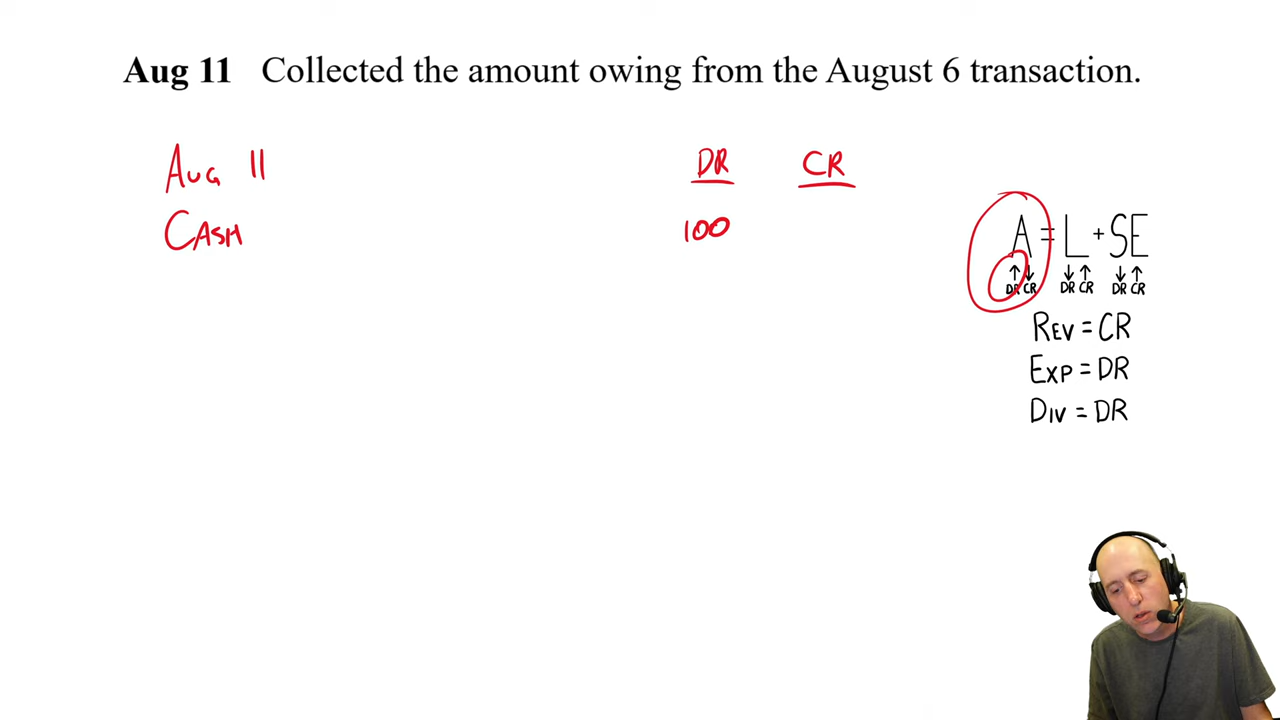 Aug 11 Collected the amount owing from the August 6 transaction.
Aug 11 DR CR
CASH 100
A = L + SE
↑ ↓ ↓ ↑ ↓ ↑
DR CR DR CR DR CR
REV = CR
EXP = DR
DIV = DR